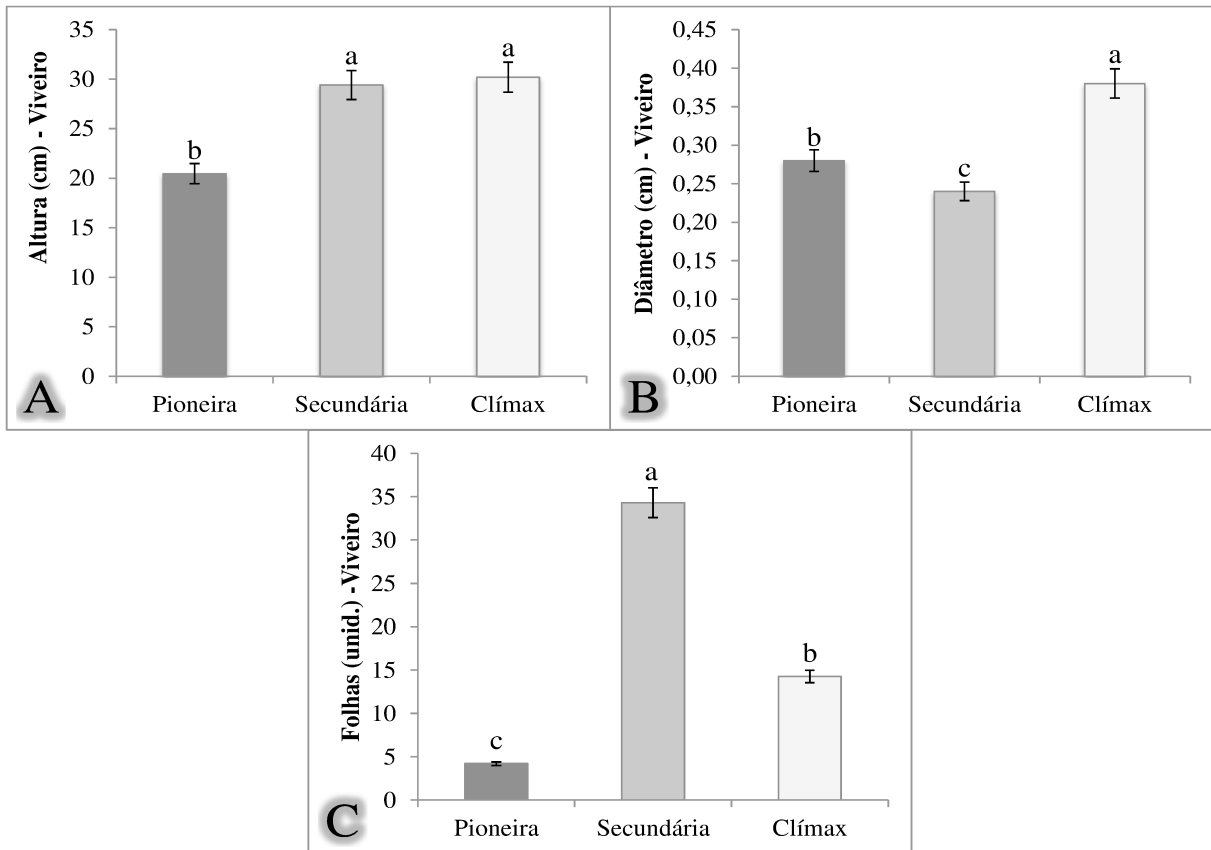 Altura (cm) - Viveiro
35
30
25
20
15
10
5
0
b
a
a
Pioneira Secundária Clímax
A
Diâmetro (cm) - Viveiro
0,45
0,40
0,35
0,30
0,25
0,20
0,15
0,10
0,05
0,00
b
c
a
Pioneira Secundária Clímax
B
Folhas (unid.) -Viveiro
40
35
30
25
20
15
10
5
0
c
a
b
Pioneira Secundária Clímax
C